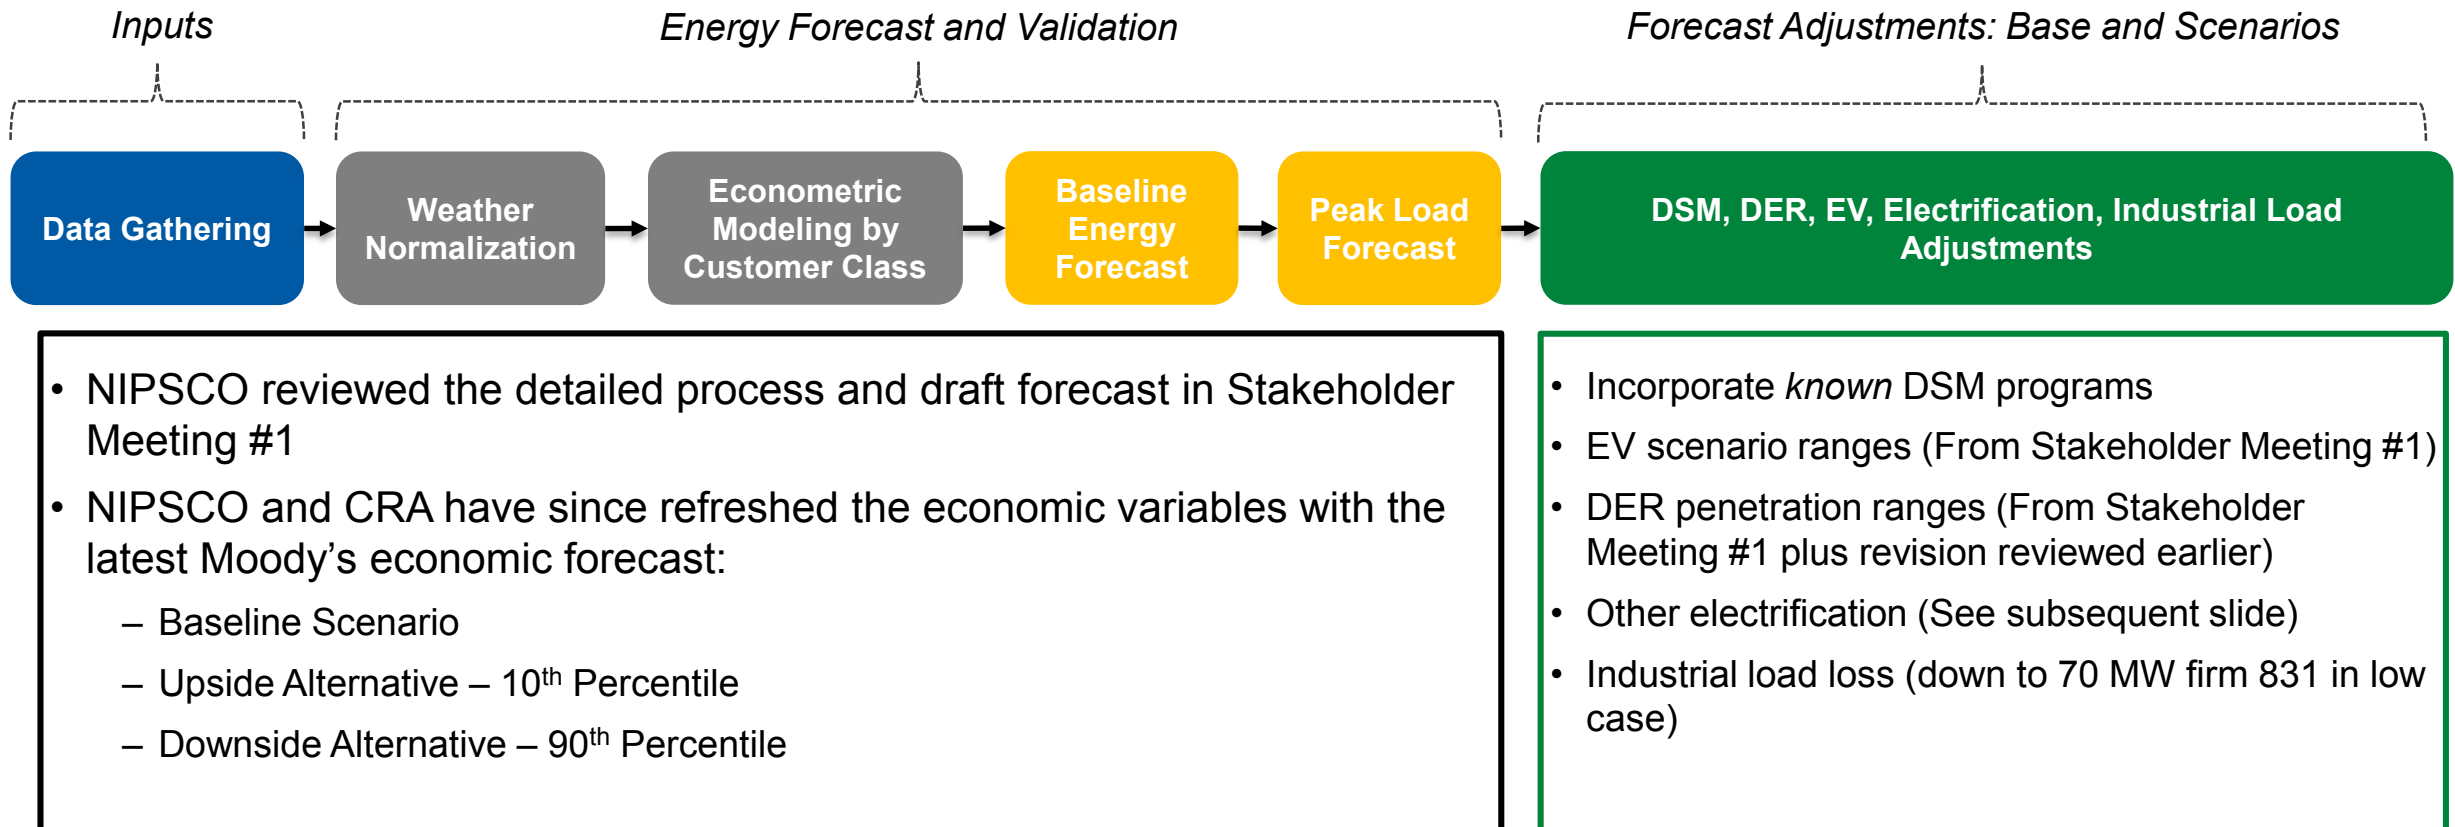 Inputs
Energy Forecast and Validation
Forecast Adjustments: Base and Scenarios
Data Gathering
Weather
Normalization
Econometric
Modeling by
Customer Class
Baseline
Energy
Forecast
Peak Load
Forecast
DSM, DER, EV, Electrification, Industrial Load
Adjustments
• NIPSCO reviewed the detailed process and draft forecast in Stakeholder
Meeting #1
• NIPSCO and CRA have since refreshed the economic variables with the
latest Moody’s economic forecast:
– Baseline Scenario
– Upside Alternative – 10th Percentile
– Downside Alternative – 90th Percentile
• Incorporate known DSM programs
• EV scenario ranges (From Stakeholder Meeting #1)
• DER penetration ranges (From Stakeholder
Meeting #1 plus revision reviewed earlier)
• Other electrification (See subsequent slide)
• Industrial load loss (down to 70 MW firm 831 in low
case)